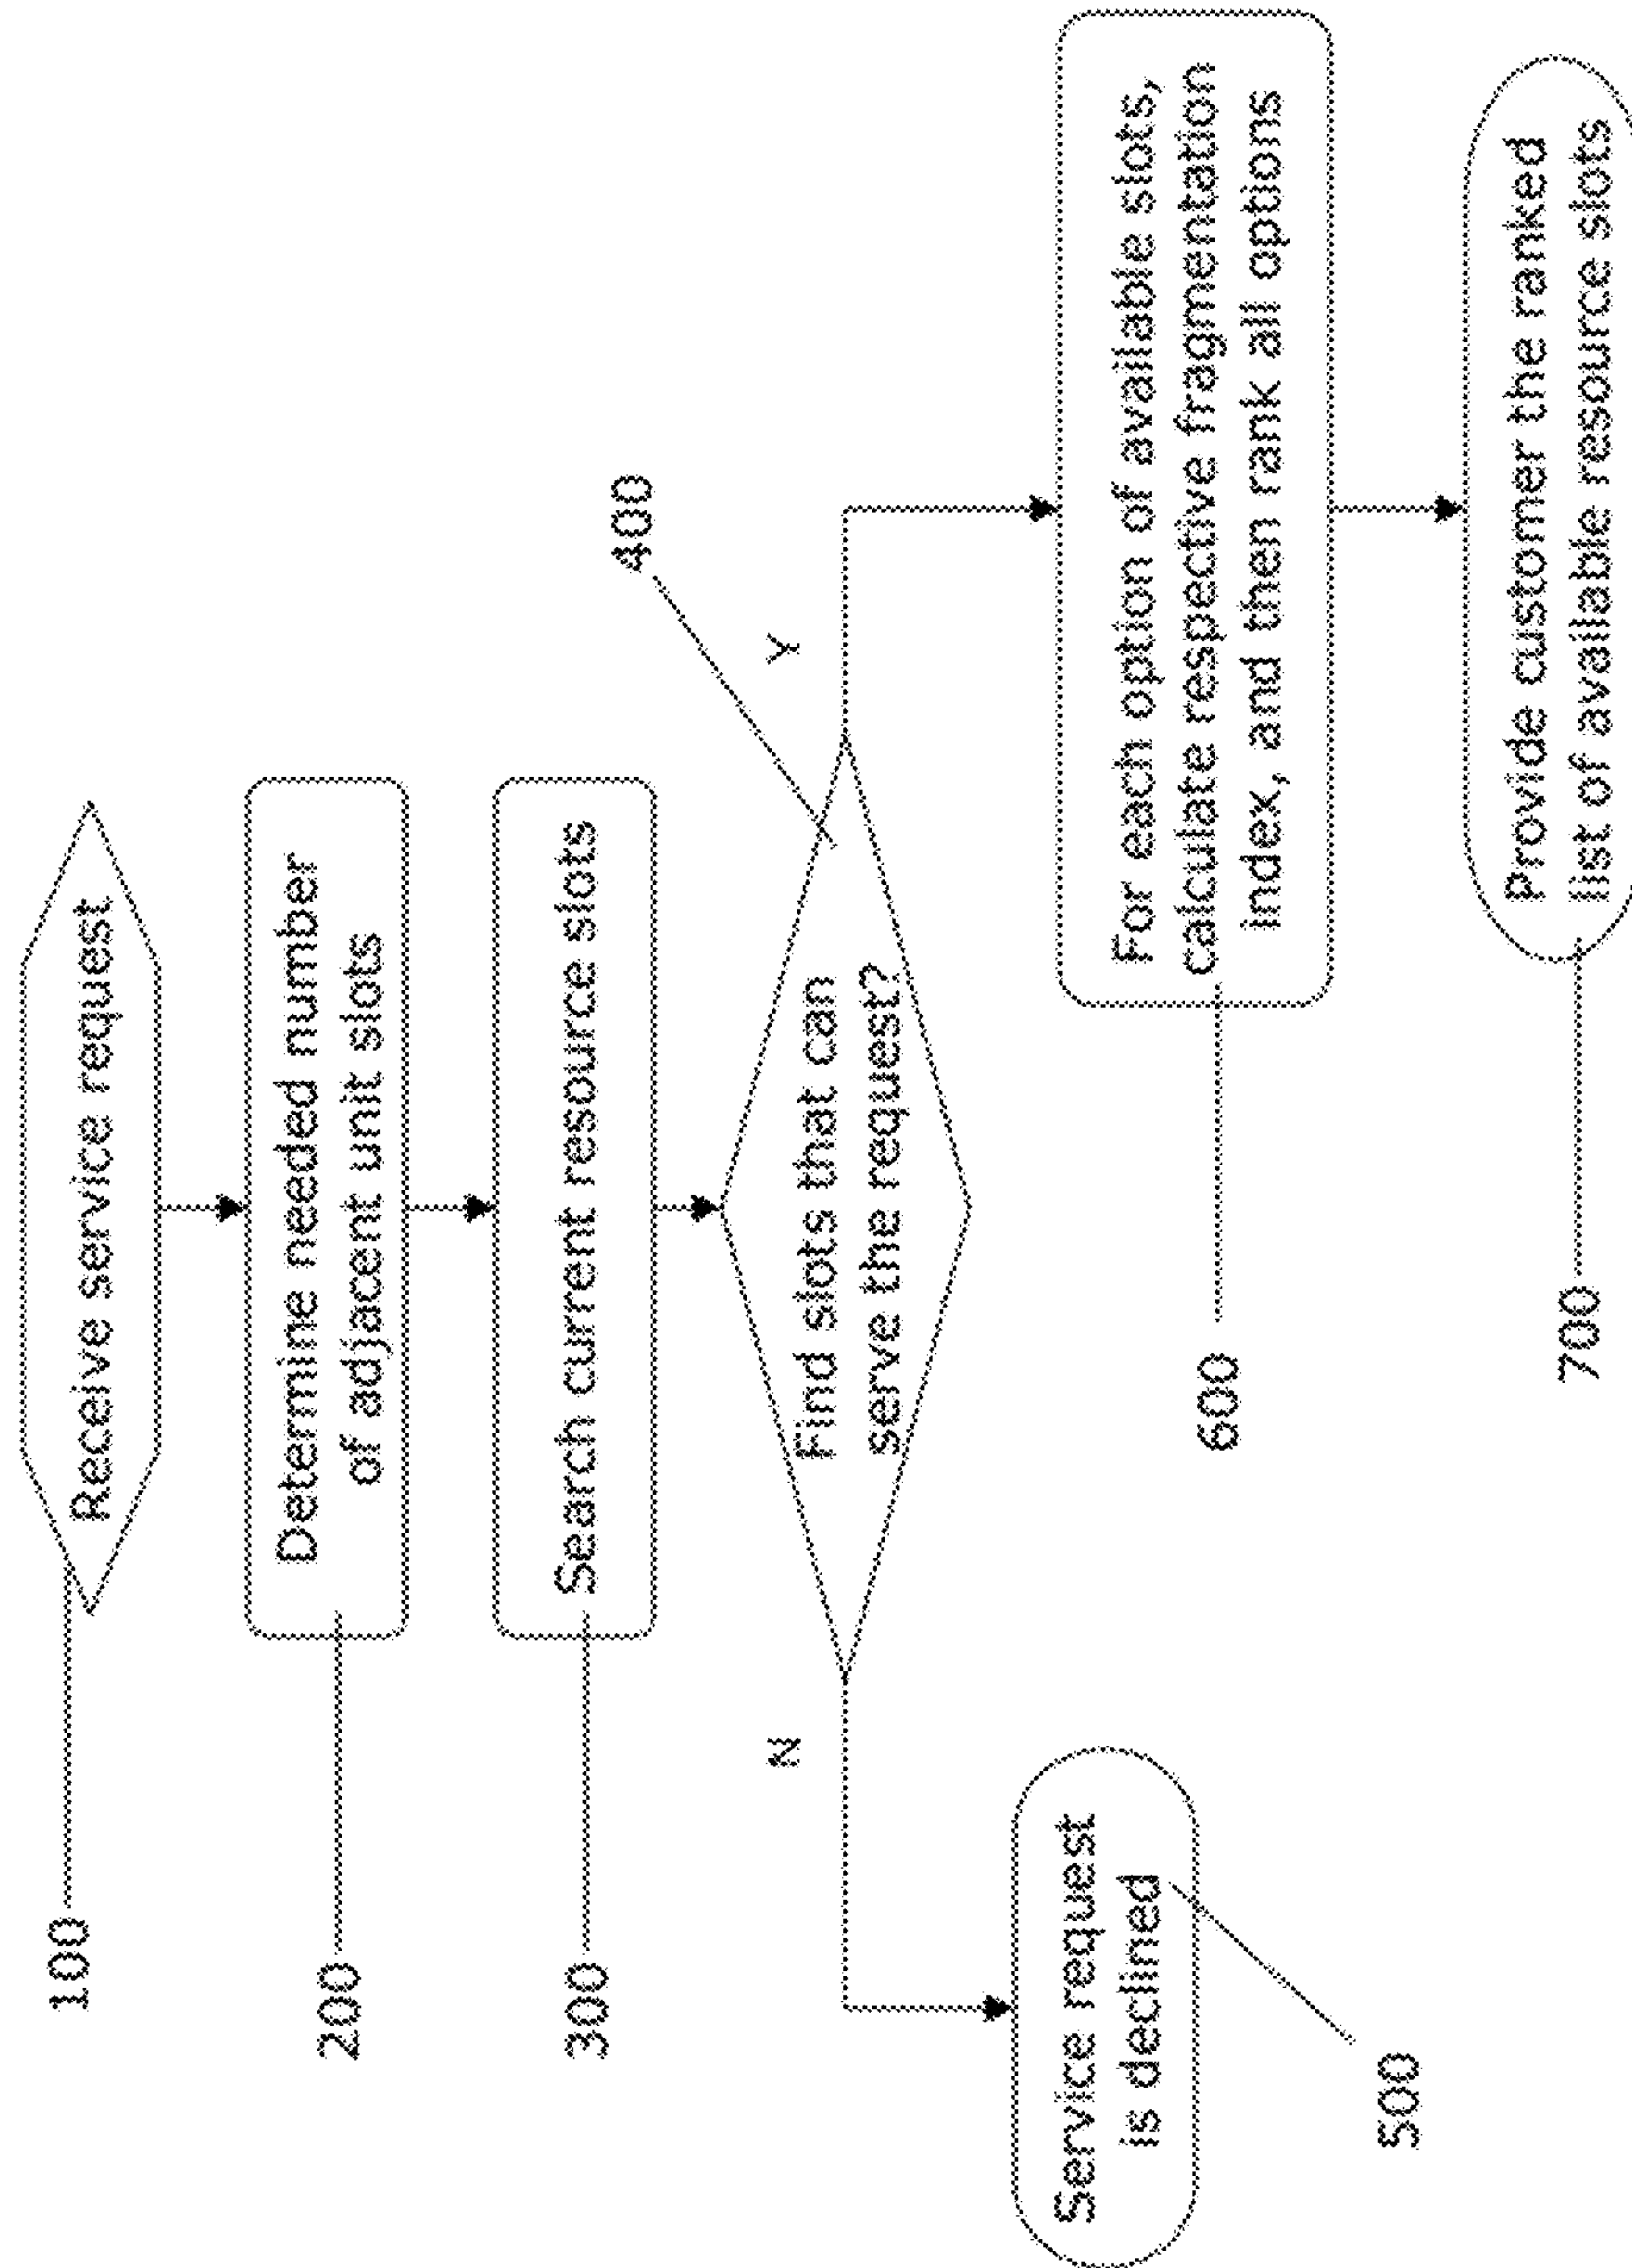 100
Receive service request
200
Determine needed number
of adjacent unit slots
300
Search current resource slots
400
Find slots that can
serve the request?
N
Y
Service request
is declined
500
600
For each option of available slots,
calculate respective fragmentation
index, and then rank all options
700
Provide customer the ranked
list of available resource slots